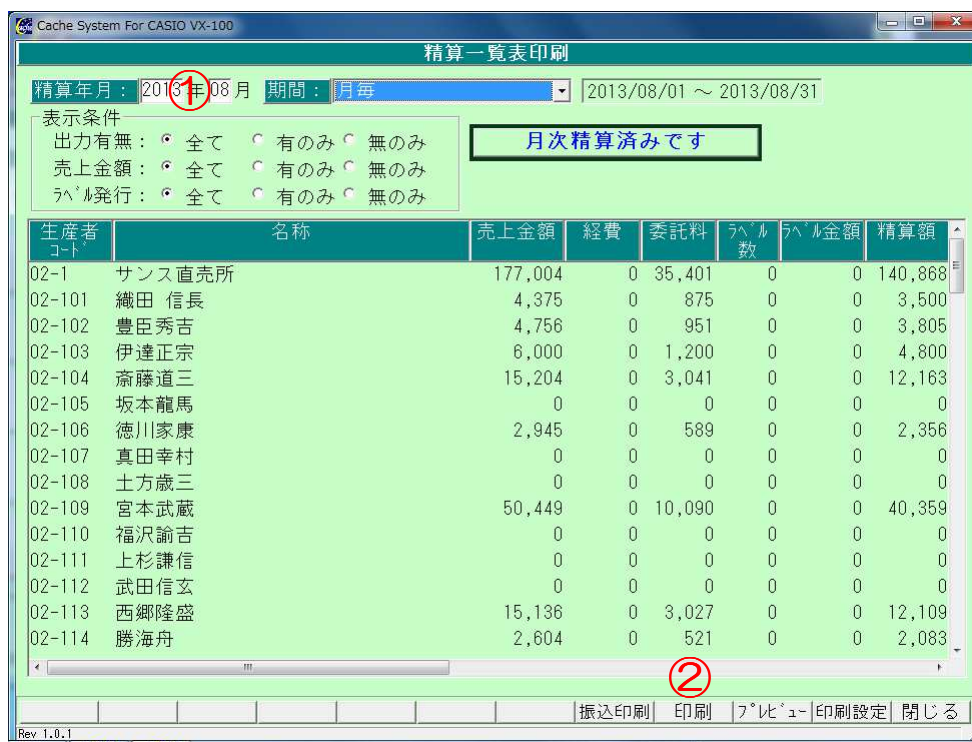 Cache System For CASIO VX-100
精算一覧表印刷
精算年月： 2013年08月 期間： 月毎 2013/08/01 ～ 2013/08/31
①
表示条件
出力有無： 全て 有のみ 無のみ
月次精算済みです
売上金額： 全て 有のみ 無のみ
ﾗﾍﾞﾙ発行： 全て 有のみ 無のみ
生産者ｺｰﾄﾞ 名称 売上金額 経費 委託料 ﾗﾍﾞﾙ数 ﾗﾍﾞﾙ金額 精算額
02-1 サンス直売所 177,004 0 35,401 0 0 140,868
02-101 織田 信長 4,375 0 875 0 0 3,500
02-102 豊臣秀吉 4,756 0 951 0 0 3,805
02-103 伊達正宗 6,000 0 1,200 0 0 4,800
02-104 斎藤道三 15,204 0 3,041 0 0 12,163
02-105 坂本龍馬 0 0 0 0 0 0
02-106 徳川家康 2,945 0 589 0 0 2,356
02-107 真田幸村 0 0 0 0 0 0
02-108 土方歳三 0 0 0 0 0 0
02-109 宮本武蔵 50,449 0 10,090 0 0 40,359
02-110 福沢諭吉 0 0 0 0 0 0
02-111 上杉謙信 0 0 0 0 0 0
02-112 武田信玄 0 0 0 0 0 0
02-113 西郷隆盛 15,136 0 3,027 0 0 12,109
02-114 勝海舟 2,604 0 521 0 0 2,083
②
振込印刷 印刷 ﾌﾟﾚﾋﾞｭｰ 印刷設定 閉じる
Rev 1.0.1